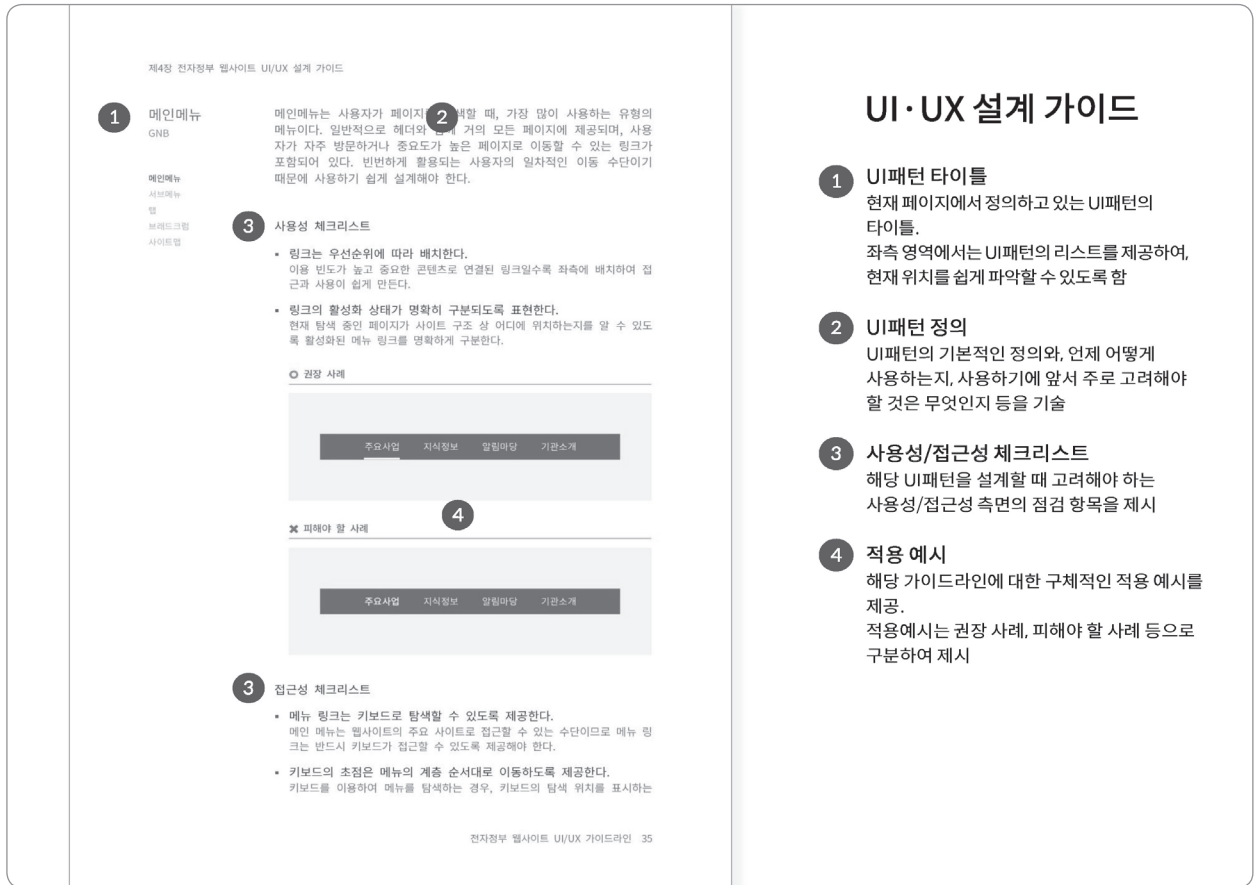 제4장 전자정부 웹사이트 UI/UX 설계 가이드
1
메인메뉴
GNB
메인메뉴
서브메뉴
탭
브레드크럼
사이트맵
2
메인메뉴는 사용자가 페이지 색할 때, 가장 많이 사용하는 유형의
메뉴이다. 일반적으로 헤더와 거의 모든 페이지에 제공되며, 사용
자가 자주 방문하거나 중요도가 높은 페이지로 이동할 수 있는 링크가
포함되어 있다. 빈번하게 활용되는 사용자의 일차적인 이동 수단이기
때문에 사용하기 쉽게 설계해야 한다.
3 사용성 체크리스트
▪ 링크는 우선순위에 따라 배치한다.
이용 빈도가 높고 중요한 콘텐츠로 연결된 링크일수록 좌측에 배치하여 접
근과 사용이 쉽게 만든다.
▪ 링크의 활성화 상태가 명확히 구분되도록 표현한다.
현재 탐색 중인 페이지가 사이트 구조 상 어디에 위치하는지를 알 수 있도
록 활성화된 메뉴 링크를 명확하게 구분한다.
권장 사례
주요사업 지식정보 알림마당 기관소개
4
✖ 피해야 할 사례
주요사업 지식정보 알림마당 기관소개
3 접근성 체크리스트
▪ 메뉴 링크는 키보드로 탐색할 수 있도록 제공한다.
메인 메뉴는 웹사이트의 주요 사이트로 접근할 수 있는 수단이므로 메뉴 링
크는 반드시 키보드가 접근할 수 있도록 제공해야 한다.
▪ 키보드의 초점은 메뉴의 계층 순서대로 이동하도록 제공한다.
키보드를 이용하여 메뉴를 탐색하는 경우, 키보드의 탐색 위치를 표시하는
전자정부 웹사이트 UI/UX 가이드라인 35
UI·UX 설계 가이드
1 UI패턴 타이틀
현재 페이지에서 정의하고 있는 UI패턴의
타이틀.
좌측 영역에서는 UI패턴의 리스트를 제공하여,
현재 위치를 쉽게 파악할 수 있도록 함
2 UI패턴 정의
UI패턴의 기본적인 정의와, 언제 어떻게
사용하는지, 사용하기에 앞서 주로 고려해야
할 것은 무엇인지 등을 기술
3 사용성/접근성 체크리스트
해당 UI패턴을 설계할 때 고려해야 하는
사용성/접근성 측면의 점검 항목을 제시
4 적용 예시
해당 가이드라인에 대한 구체적인 적용 예시를
제공.
적용예시는 권장 사례, 피해야 할 사례 등으로
구분하여 제시